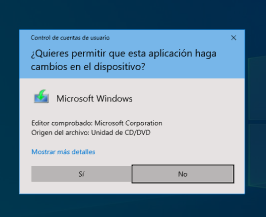 Control de cuentas de usuario
¿Quieres permitir que esta aplicación haga
cambios en el dispositivo?
Microsoft Windows
Editor comprobado: Microsoft Corporation
Origen del archivo: Unidad de CD/DVD
Mostrar más detalles
Sí
No